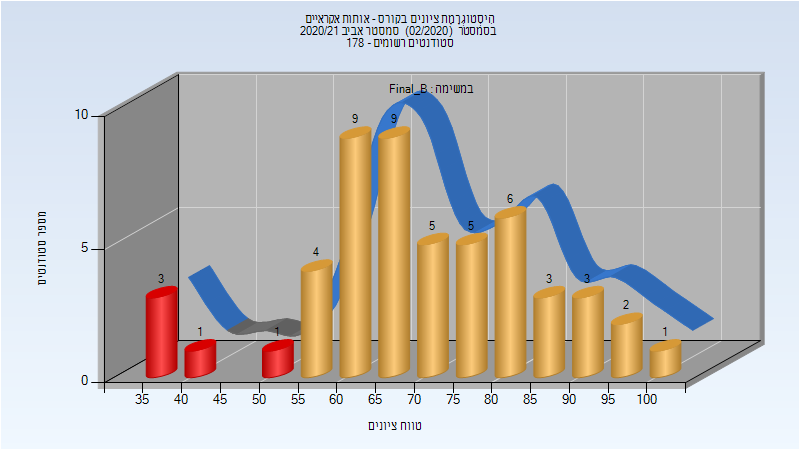 היסטוגרמת ציונים בקורס - אותות אקראיים
בסמסטר (02/2020) סמסטר אביב 2020/21
סטודנטים רשומים - 178
במשימה : Final_B
מספר סטודנטים
10
5
0
3
1
1
4
9
9
5
5
6
3
3
2
1
35 40 45 50 55 60 65 70 75 80 85 90 95 100
טווח ציונים